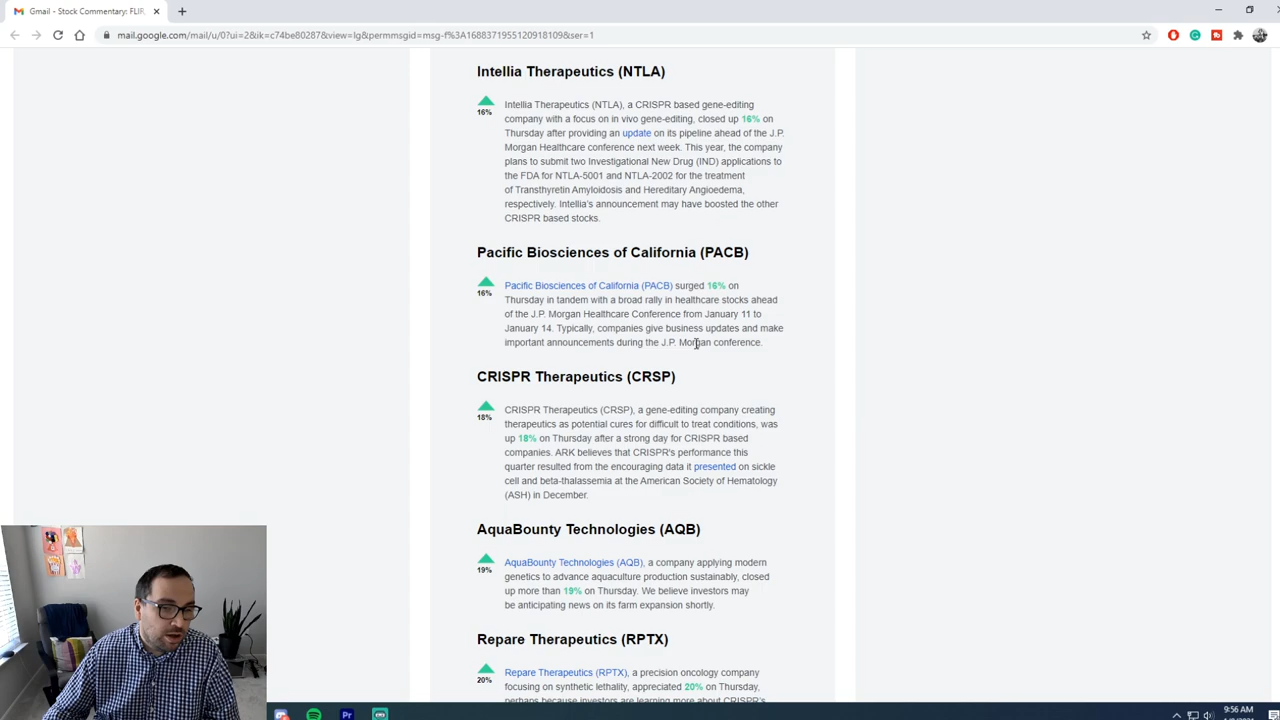 Gmail - Stock Commentary: FLIR,
mail.google.com/mail/u/0?ui=2&ik=c74be80287&view=lg&permmsgid=msg-f%3A1688371955120918109&ser=1
Intellia Therapeutics (NTLA)
16%
Intellia Therapeutics (NTLA), a CRISPR based gene-editing
company with a focus on in vivo gene-editing, closed up 16% on
Thursday after providing an update on its pipeline ahead of the J.P.
Morgan Healthcare conference next week. This year, the company
plans to submit two Investigational New Drug (IND) applications to
the FDA for NTLA-5001 and NTLA-2002 for the treatment
of Transthyretin Amyloidosis and Hereditary Angioedema,
respectively. Intellia's announcement may have boosted the other
CRISPR based stocks.
Pacific Biosciences of California (PACB)
16%
Pacific Biosciences of California (PACB) surged 16% on
Thursday in tandem with a broad rally in healthcare stocks ahead
of the J.P. Morgan Healthcare Conference from January 11 to
January 14. Typically, companies give business updates and make
important announcements during the J.P. Morgan conference.
CRISPR Therapeutics (CRSP)
18%
CRISPR Therapeutics (CRSP), a gene-editing company creating
therapeutics as potential cures for difficult to treat conditions, was
up 18% on Thursday after a strong day for CRISPR based
companies. ARK believes that CRISPR's performance this
quarter resulted from the encouraging data it presented on sickle
cell and beta-thalassemia at the American Society of Hematology
(ASH) in December.
AquaBounty Technologies (AQB)
19%
AquaBounty Technologies (AQB), a company applying modern
genetics to advance aquaculture production sustainably, closed
up more than 19% on Thursday. We believe investors may
be anticipating news on its farm expansion shortly.
Repare Therapeutics (RPTX)
20%
Repare Therapeutics (RPTX), a precision oncology company
focusing on synthetic lethality, appreciated 20% on Thursday,
perhaps because investors are learning more about CRISPR's
Pr
9:56 AM